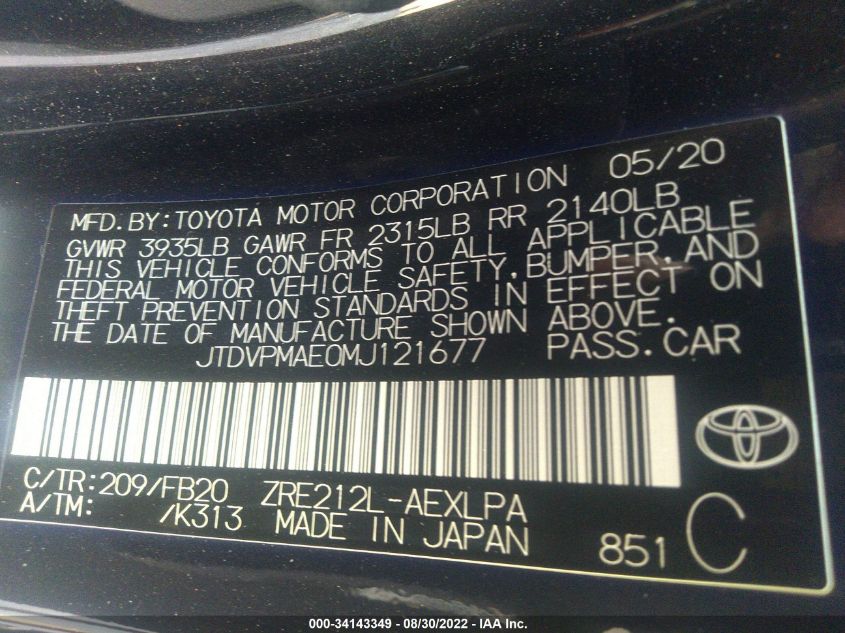 MFD.BY:TOYOTA MOTOR CORPORATION 05/20
GVWR 3935LB GAWR FR 2315LB RR 2140LB
THIS VEHICLE CONFORMS TO ALL APPLICABLE
FEDERAL MOTOR VEHICLE SAFETY,BUMPER,AND
THEFT PREVENTION STANDARDS IN EFFECT ON
THE DATE OF MANUFACTURE SHOWN ABOVE.
JTDVPMAE0MJ121677 PASS.CAR
C/TR:209/FB20 ZRE212L-AEXLPA
A/TM: /K313 MADE IN JAPAN 851 C
000-34143349 - 08/30/2022 - IAA Inc.